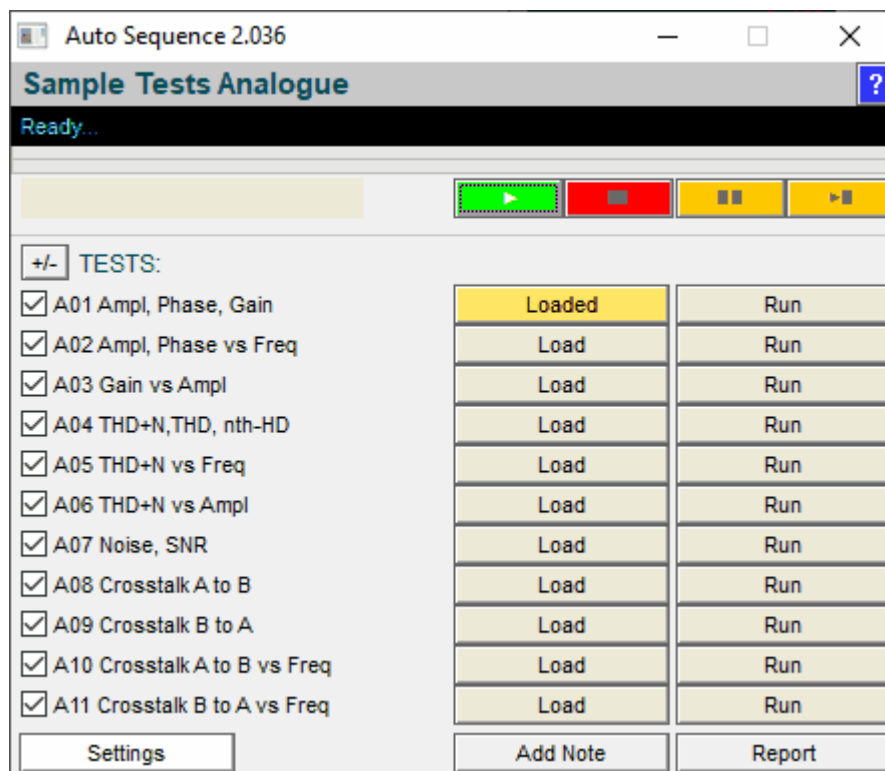 Auto Sequence 2.036
Sample Tests Analogue ?
Ready...
+/- TESTS:
A01 Ampl, Phase, Gain Loaded Run
A02 Ampl, Phase vs Freq Load Run
A03 Gain vs Ampl Load Run
A04 THD+N,THD, nth-HD Load Run
A05 THD+N vs Freq Load Run
A06 THD+N vs Ampl Load Run
A07 Noise, SNR Load Run
A08 Crosstalk A to B Load Run
A09 Crosstalk B to A Load Run
A10 Crosstalk A to B vs Freq Load Run
A11 Crosstalk B to A vs Freq Load Run
Settings Add Note Report